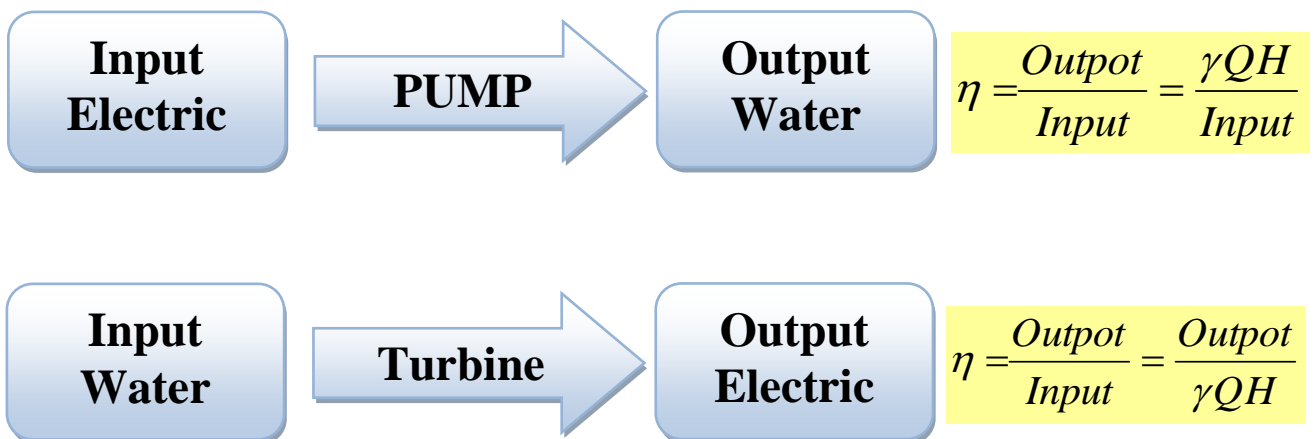 Input
Electric
PUMP
Output
Water
η = Outpot / Input = γQH / Input
Input
Water
Turbine
Output
Electric
η = Outpot / Input = Outpot / γQH